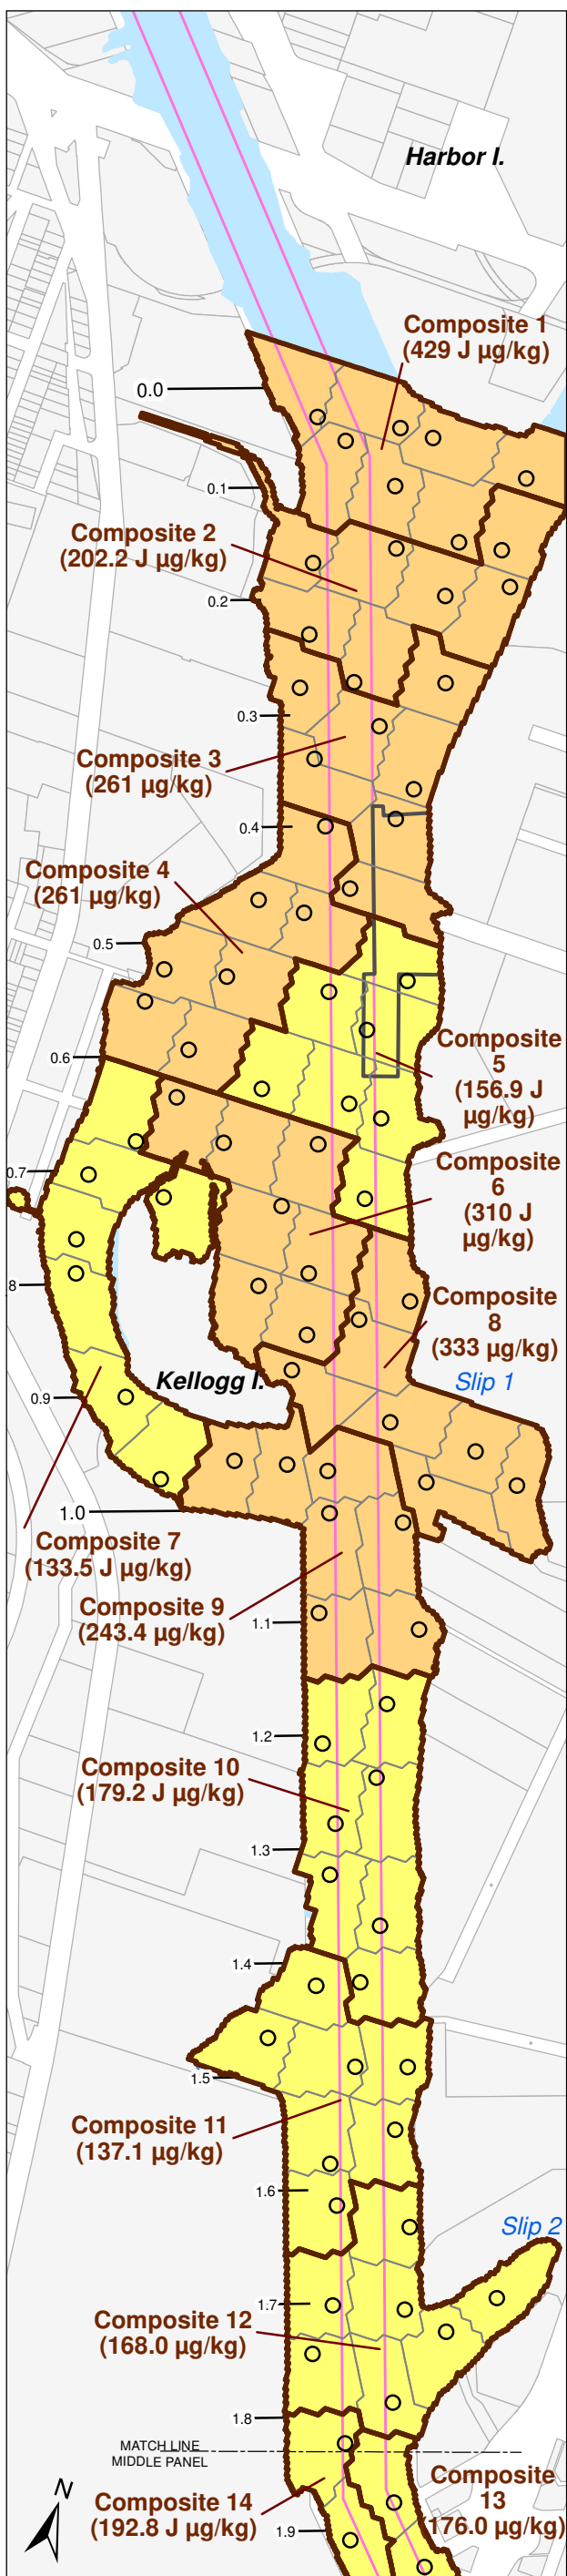 Harbor I.
Composite 1
(429 J µg/kg)
0.0
0.1
Composite 2
(202.2 J µg/kg)
0.2
0.3
Composite 3
(261 µg/kg)
0.4
Composite 4
(261 µg/kg)
0.5
Composite
5
(156.9 J
µg/kg)
0.6
Composite
6
(310 J
µg/kg)
0.7
8
Composite
8
(333 µg/kg)
Kellogg I.
Slip 1
0.9
1.0
Composite 7
(133.5 J µg/kg)
Composite 9
(243.4 µg/kg)
1.1
1.2
Composite 10
(179.2 J µg/kg)
1.3
1.4
1.5
Composite 11
(137.1 µg/kg)
1.6
Slip 2
1.7
Composite 12
(168.0 µg/kg)
1.8
MATCH LINE
MIDDLE PANEL
Composite
13
(176.0 µg/kg)
N
Composite 14
(192.8 J µg/kg)
1.9